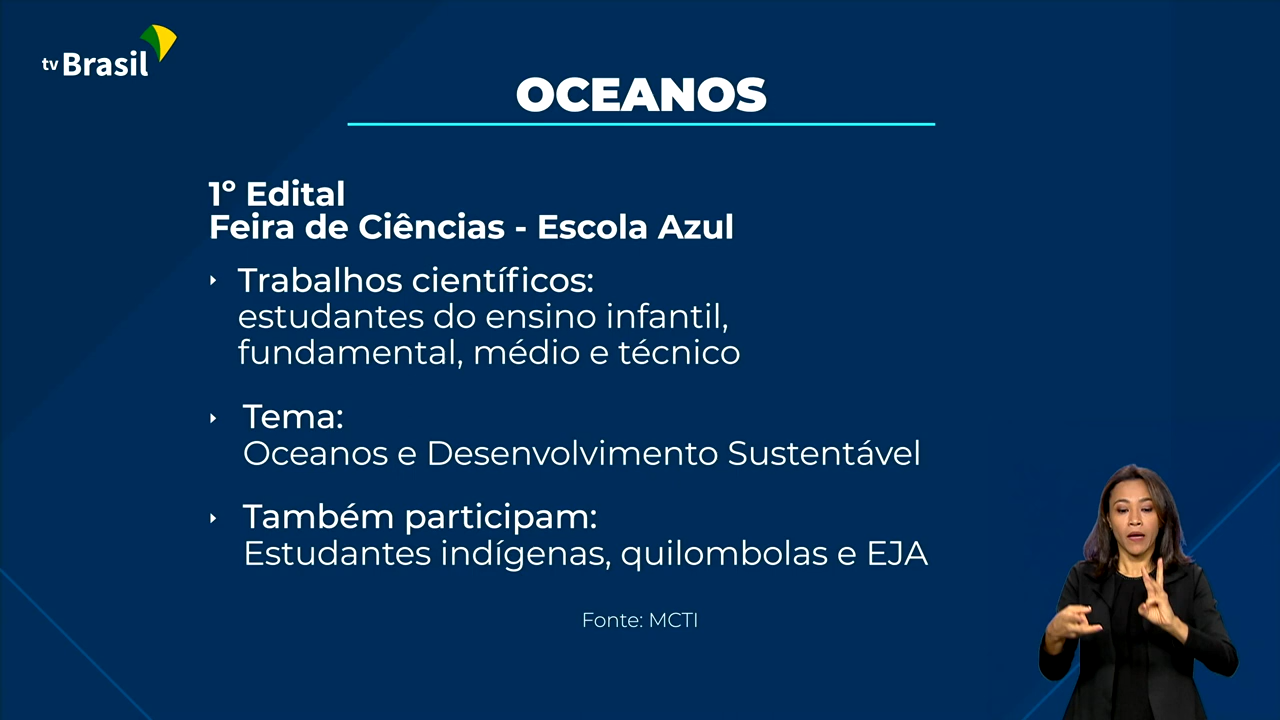 tv Brasil
OCEANOS
1º Edital
Feira de Ciências - Escola Azul
Trabalhos científicos:
estudantes do ensino infantil,
fundamental, médio e técnico
Tema:
Oceanos e Desenvolvimento Sustentável
Também participam:
Estudantes indígenas, quilombolas e EJA
Fonte: MCTI